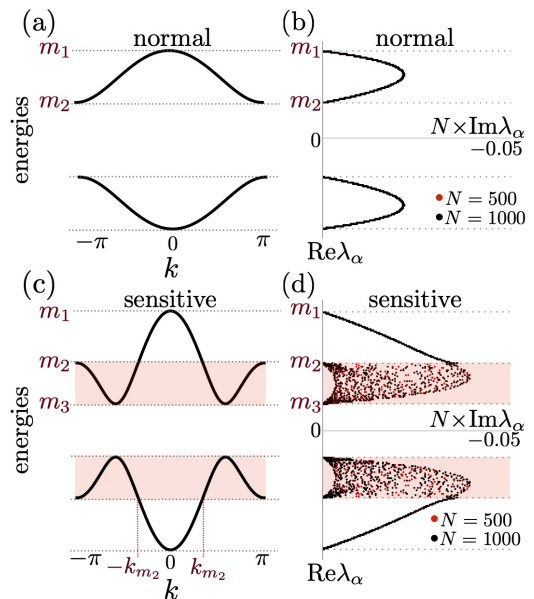 (a)
normal
m₁
m₂
energies
−π
0
π
k
(b)
normal
m₁
m₂
0
N×Imλα
−0.05
N = 500
N = 1000
Reλα
(c)
sensitive
m₁
m₂
m₃
energies
−π
−kₘ₂
0
kₘ₂
π
k
(d)
sensitive
m₁
m₂
m₃
0
N×Imλα
−0.05
N = 500
N = 1000
Reλα